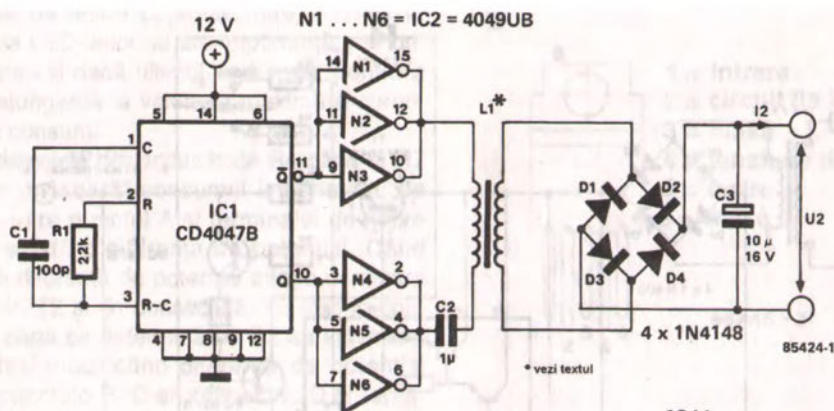 12 V
N1 . . . N6 = IC2 = 4049UB
5 14 6
1 C
2 R
3 R-C
C1
100p
R1
22k
IC1
CD4047B
Q 11
Q 10
4 7 8 9 12
14 N1 15
11 N2 12
9 N3 10
3 N4 2
5 N5 4
7 N6 6
C2
1µ
L1*
D1 D2
D3 D4
4 x 1N4148
C3
10 µ
16 V
I2
U2
85424-1
* vezi textul